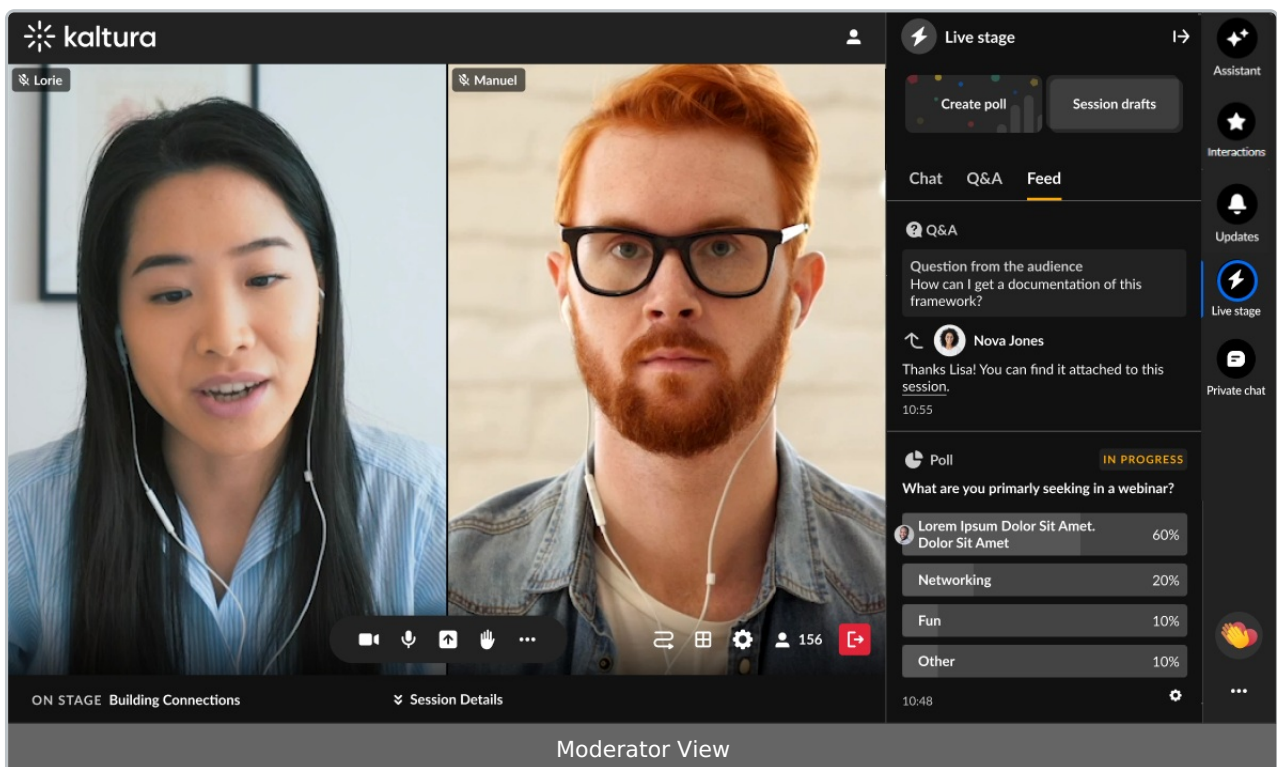 kaltura
Lorie
Manuel
156
ON STAGE Building Connections
Session Details
Live stage
Create poll
Session drafts
Chat Q&A Feed
Q&A
Question from the audience
How can I get a documentation of this
framework?
Nova Jones
Thanks Lisa! You can find it attached to this
session.
10:55
Poll
IN PROGRESS
What are you primarly seeking in a webinar?
Lorem Ipsum Dolor Sit Amet.
Dolor Sit Amet
60%
Networking 20%
Fun 10%
Other 10%
10:48
Assistant
Interactions
Updates
Live stage
Private chat
Moderator View